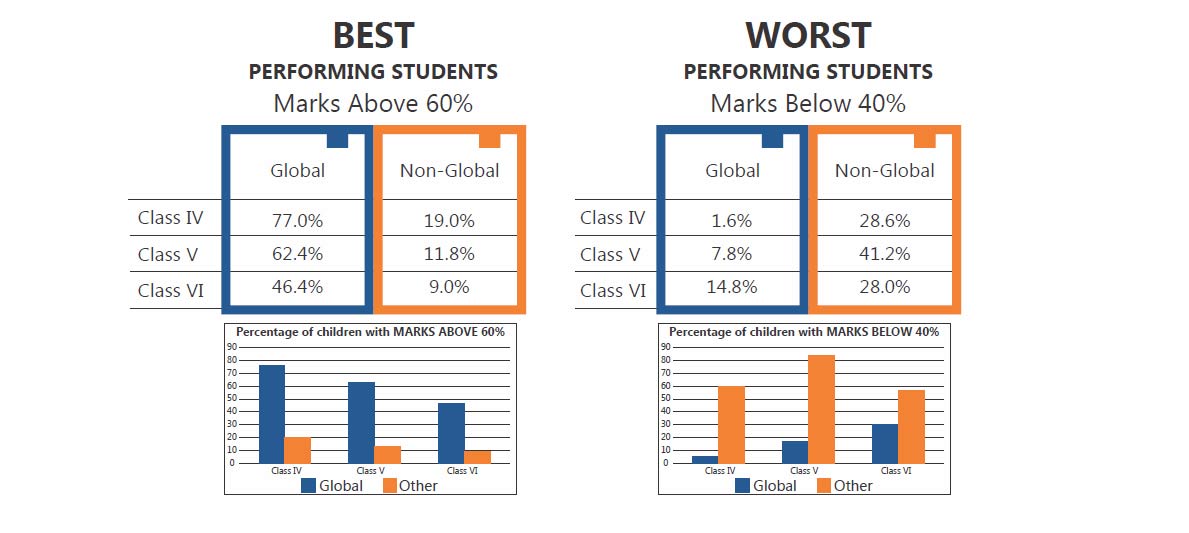 BEST
PERFORMING STUDENTS
Marks Above 60%
Global Non-Global
Class IV 77.0% 19.0%
Class V 62.4% 11.8%
Class VI 46.4% 9.0%
Percentage of children with MARKS ABOVE 60%
90
80
70
60
50
40
30
20
10
0
Class IV Class V Class VI
Global Other
WORST
PERFORMING STUDENTS
Marks Below 40%
Global Non-Global
Class IV 1.6% 28.6%
Class V 7.8% 41.2%
Class VI 14.8% 28.0%
Percentage of children with MARKS BELOW 40%
90
80
70
60
50
40
30
20
10
0
Class IV Class V Class VI
Global Other